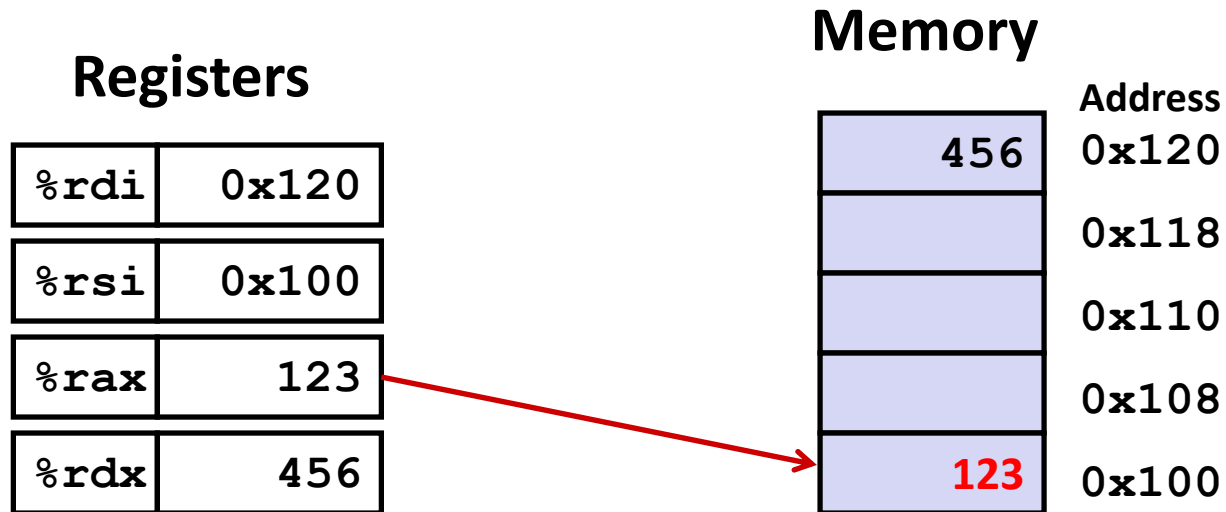 Registers
%rdi 0x120
%rsi 0x100
%rax 123
%rdx 456
Memory
Address
456 0x120
0x118
0x110
0x108
123 0x100